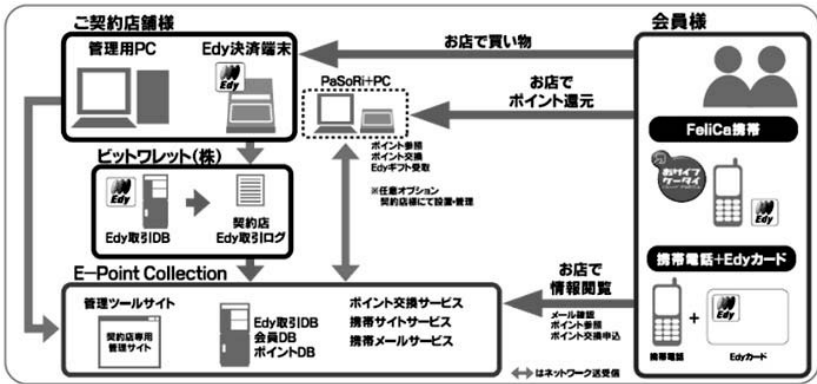 ご契約店舗様
管理用PC
Edy決済端末
Edy
お店で買い物
会員様
PaSoRi+PC
お店で
ポイント還元
ポイント参照
ポイント交換
Edyギフト受取
※任意オプション
契約店様にて設置・管理
FeliCa携帯
おサイフ
ケータイ
Edy
ビットワレット(株)
Edy
Edy取引DB
契約店
Edy取引ログ
携帯電話+Edyカード
Edy
+
携帯電話
Edyカード
E-Point Collection
管理ツールサイト
契約店専用
管理サイト
Edy取引DB
会員DB
ポイントDB
ポイント交換サービス
携帯サイトサービス
携帯メールサービス
お店で
情報閲覧
メール確認
ポイント参照
ポイント交換申込
はネットワーク送受信